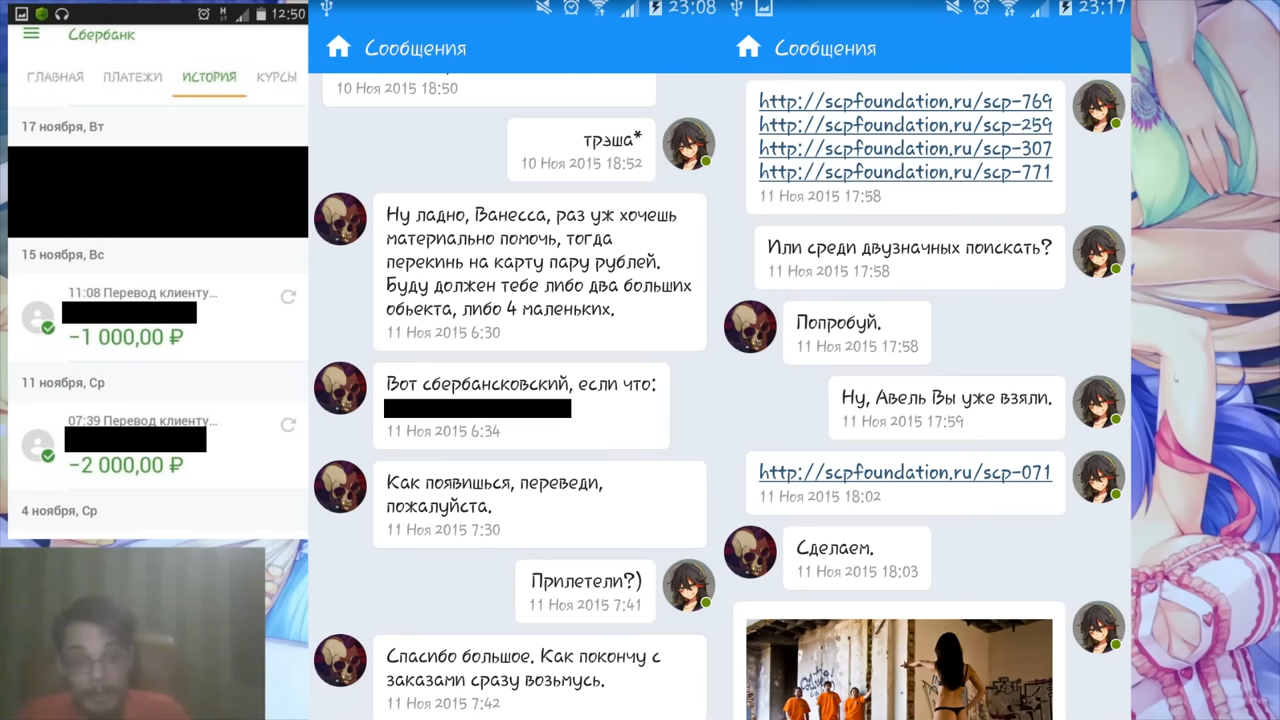 12:50
Сбербанк
ГЛАВНАЯ ПЛАТЕЖИ ИСТОРИЯ КУРСЫ
17 ноября, Вт
15 ноября, Вс
11:08 Перевод клиенту...
-1 000,00 ₽
11 ноября, Ср
07:39 Перевод клиенту...
-2 000,00 ₽
4 ноября, Ср
23:08
Сообщения
10 Ноя 2015 18:50
трэша*
10 Ноя 2015 18:52
Ну ладно, Ванесса, раз уж хочешь
материально помочь, тогда
перекинь на карту пару рублей.
Буду должен тебе либо два больших
обьекта, либо 4 маленьких.
11 Ноя 2015 6:30
Вот сбербансковский, если что:
11 Ноя 2015 6:34
Как появишься, переведи,
пожалуйста.
11 Ноя 2015 7:30
Прилетели?)
11 Ноя 2015 7:41
Спасибо большое. Как покончу с
заказами сразу возьмусь.
11 Ноя 2015 7:42
23:17
Сообщения
http://scpfoundation.ru/scp-769
http://scpfoundation.ru/scp-259
http://scpfoundation.ru/scp-307
http://scpfoundation.ru/scp-771
11 Ноя 2015 17:58
Или среди двузначных поискать?
11 Ноя 2015 17:58
Попробуй.
11 Ноя 2015 17:58
Ну, Авель Вы уже взяли.
11 Ноя 2015 17:59
http://scpfoundation.ru/scp-071
11 Ноя 2015 18:02
Сделаем.
11 Ноя 2015 18:03